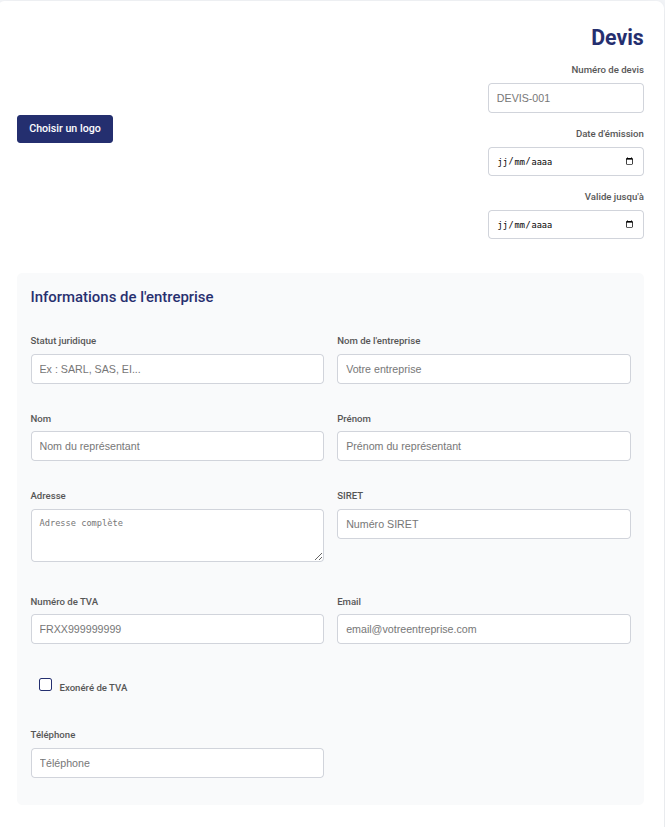 Devis
Numéro de devis
DEVIS-001
Choisir un logo
Date d'émission
jj/mm/aaaa
Valide jusqu'à
jj/mm/aaaa
Informations de l'entreprise
Statut juridique
Ex : SARL, SAS, EI...
Nom de l'entreprise
Votre entreprise
Nom
Nom du représentant
Prénom
Prénom du représentant
Adresse
Adresse complète
SIRET
Numéro SIRET
Numéro de TVA
FRXX999999999
Email
email@votreentreprise.com
Exonéré de TVA
Téléphone
Téléphone